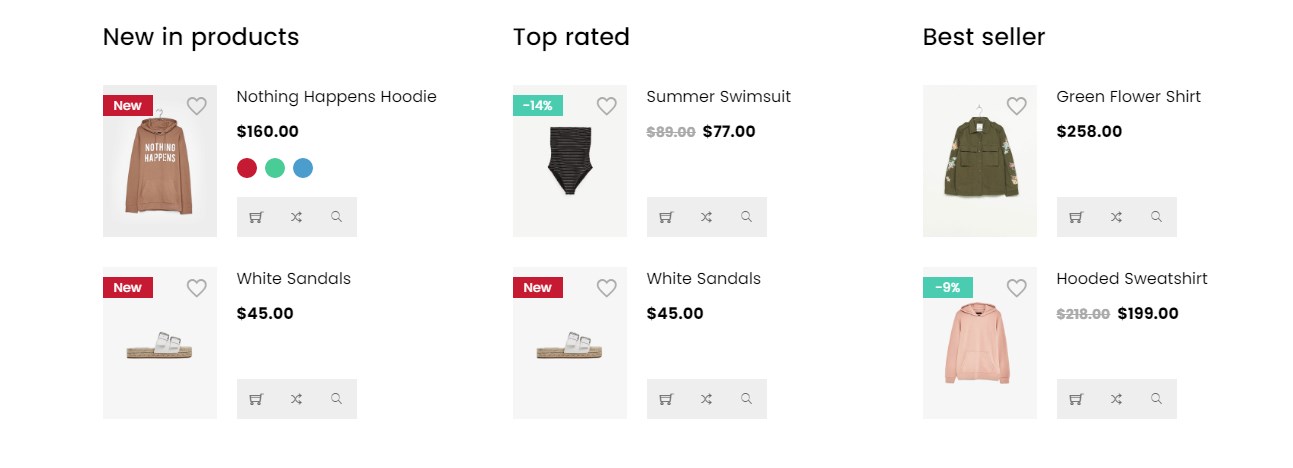 New in products
New
NOTHING
HAPPENS
Nothing Happens Hoodie
$160.00
New
White Sandals
$45.00
Top rated
-14%
Summer Swimsuit
$89.00 $77.00
New
White Sandals
$45.00
Best seller
Green Flower Shirt
$258.00
-9%
Hooded Sweatshirt
$218.00 $199.00